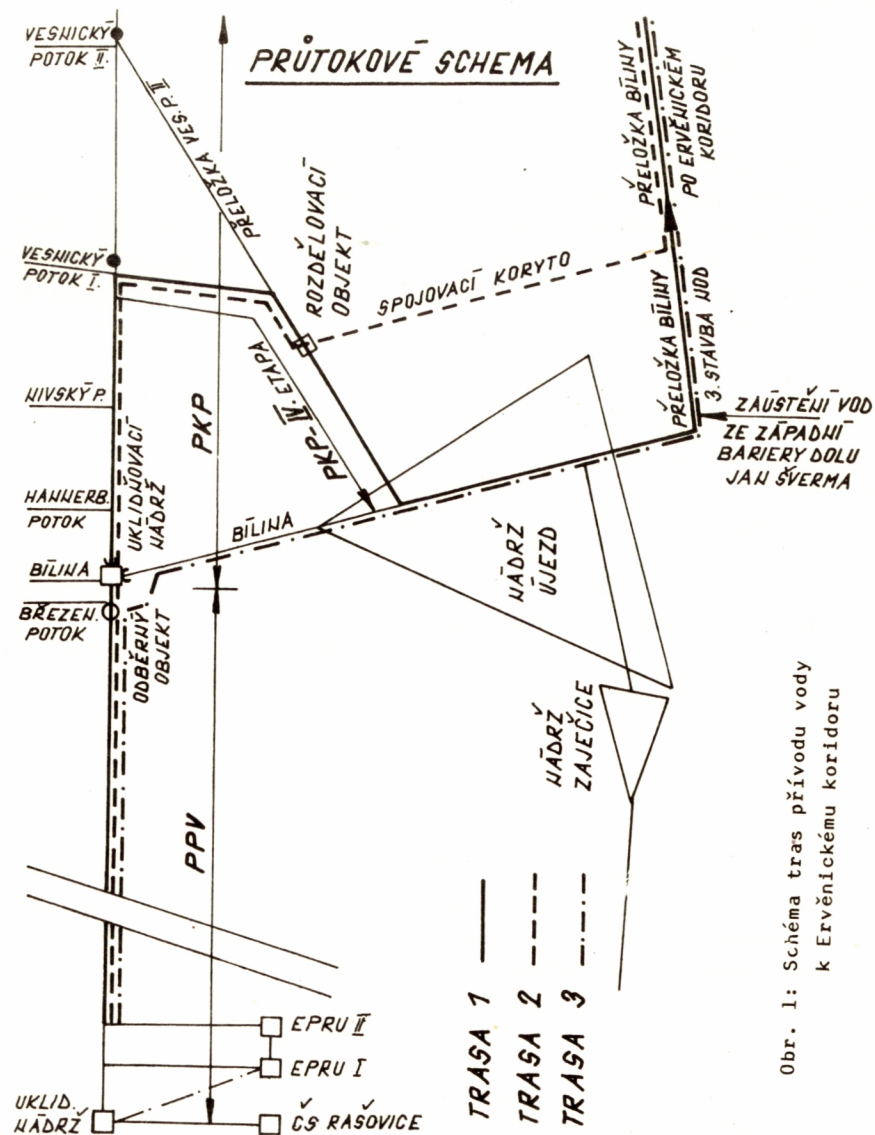 PRŮTOKOVÉ SCHEMA
VESNICKÝ
POTOK II.
PŘELOŽKA VES. P. II
PŘELOŽKA BÍLINY
PO ERVĚNICKÉM
KORIDORU
VESNICKÝ
POTOK I.
ROZDĚLOVACÍ
OBJEKT
SPOJOVACÍ KORYTO
NIVSKÝ P.
PKP
PKP-IV. ETAPA
PŘELOŽKA BÍLINY
3. STAVBA HOD
ZAÚSTĚNÍ VOD
ZE ZÁPADNÍ
BARIERY DOLU
JAN ŠVERMA
HAMMERB.
POTOK
UKLIDŇOVACÍ
NÁDRŽ
BÍLINA
BÍLINA
NÁDRŽ
ÚJEZD
BŘEZEN.
POTOK
ODBĚRNÝ
OBJEKT
NÁDRŽ
ZAJEČICE
PPV
TRASA 1
TRASA 2
TRASA 3
EPRU II
EPRU I
UKLID.
NÁDRŽ
ČS RAŠOVICE
Obr. 1: Schéma tras přívodu vody
k Ervěnickému koridoru